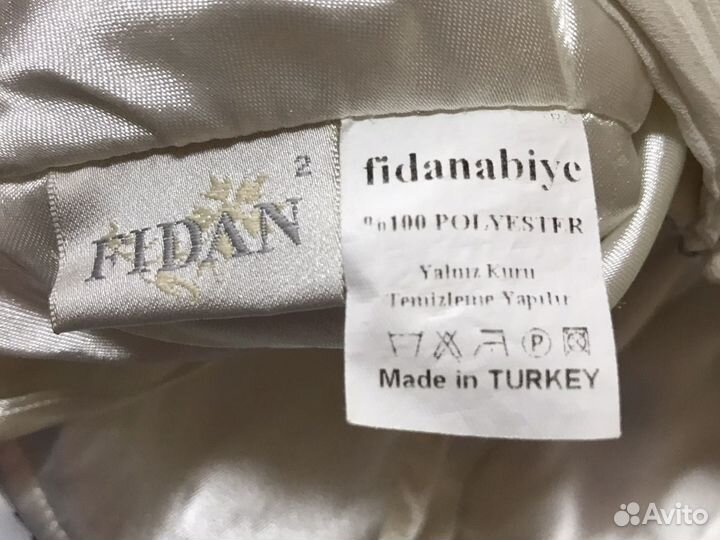 2
FIDAN
fidanabiye
%100 POLYESTER
Yalnız Kuru
Temizleme Yapılır
P
Made in TURKEY
Avito